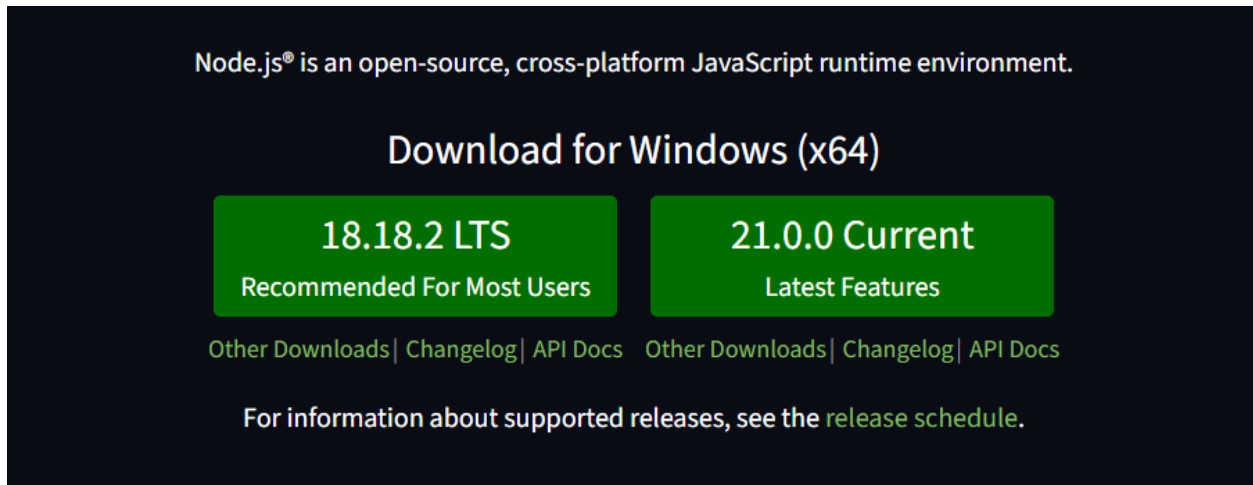 Node.js® is an open-source, cross-platform JavaScript runtime environment.
Download for Windows (x64)
18.18.2 LTS
Recommended For Most Users
21.0.0 Current
Latest Features
Other Downloads| Changelog| API Docs
Other Downloads| Changelog| API Docs
For information about supported releases, see the release schedule.